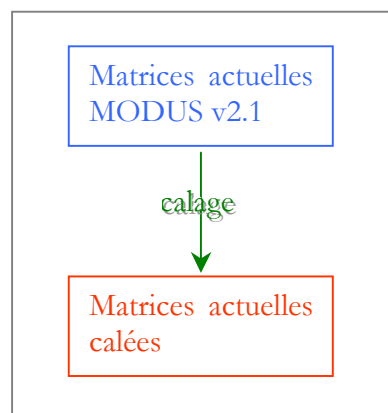 Matrices actuelles
MODUS v2.1
calage
Matrices actuelles
calées